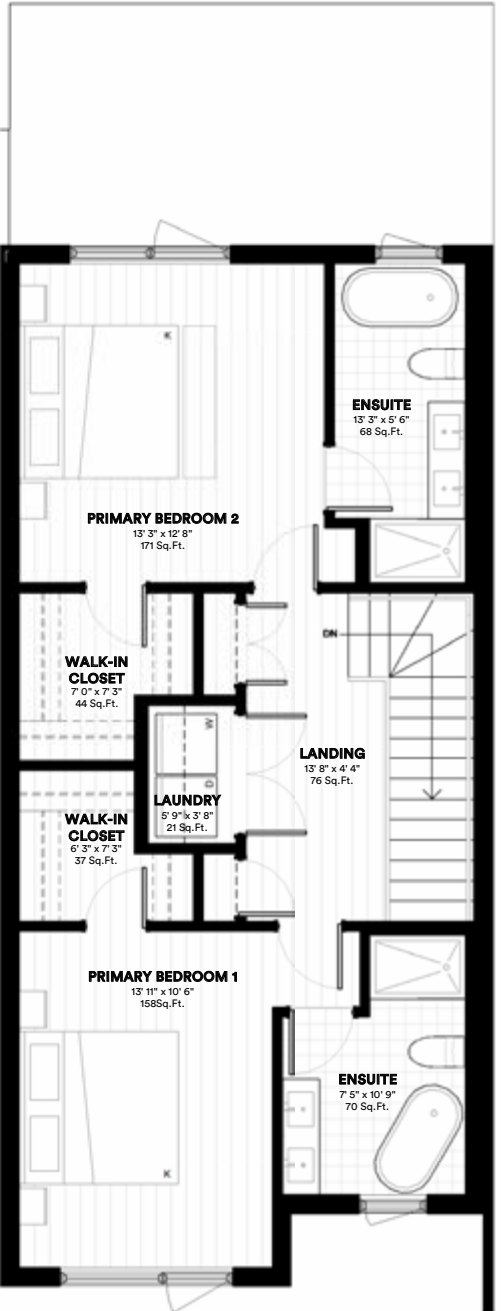 K
ENSUITE
13' 3" x 5' 6"
68 Sq.Ft.
PRIMARY BEDROOM 2
13' 3" x 12' 8"
171 Sq.Ft.
DN
WALK-IN
CLOSET
7' 0" x 7' 3"
44 Sq.Ft.
W
LANDING
13' 8" x 4' 4"
76 Sq.Ft.
D
LAUNDRY
5' 9" x 3' 8"
21 Sq.Ft.
WALK-IN
CLOSET
6' 3" x 7' 3"
37 Sq.Ft.
PRIMARY BEDROOM 1
13' 11" x 10' 6"
158Sq.Ft.
ENSUITE
7' 5" x 10' 9"
70 Sq.Ft.
K